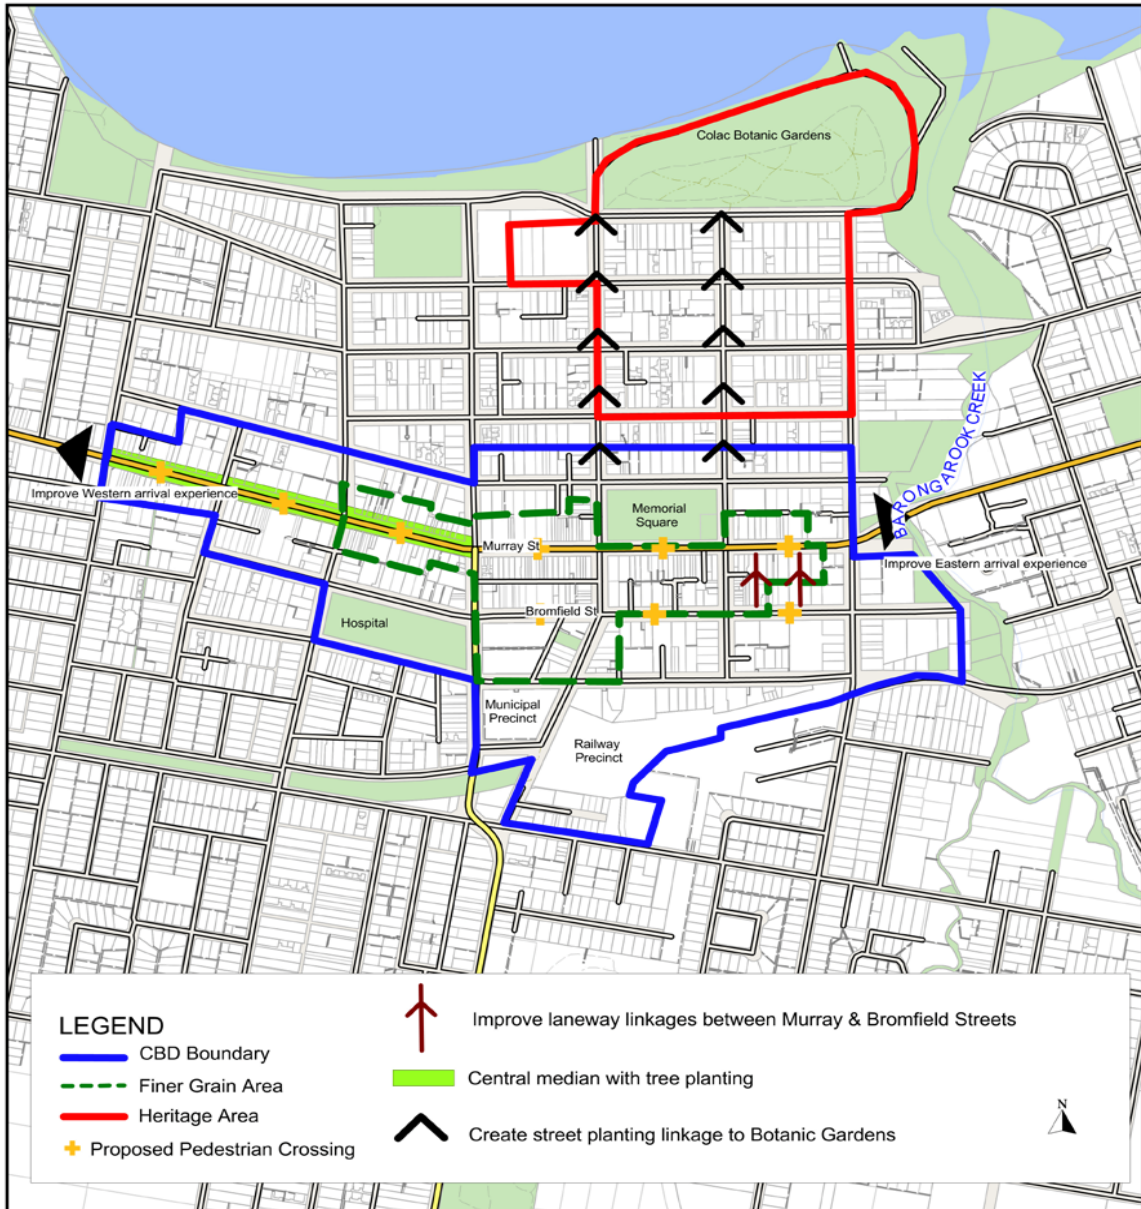 Colac Botanic Gardens
BARONGAROOK CREEK
Improve Western arrival experience
Memorial
Square
Murray St
Improve Eastern arrival experience
Bromfield St
Hospital
Municipal
Precinct
Railway
Precinct
LEGEND
CBD Boundary
Finer Grain Area
Heritage Area
Proposed Pedestrian Crossing
Improve laneway linkages between Murray & Bromfield Streets
Central median with tree planting
Create street planting linkage to Botanic Gardens
N